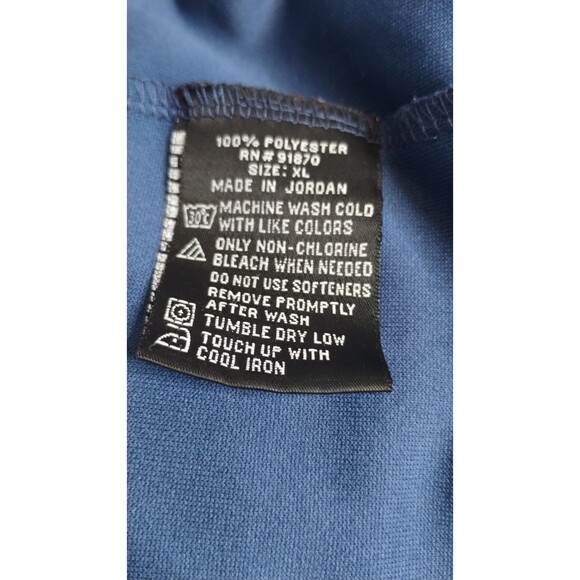 100% POLYESTER
RN# 91870
SIZE: XL
MADE IN JORDAN
30°C MACHINE WASH COLD
WITH LIKE COLORS
ONLY NON-CHLORINE
BLEACH WHEN NEEDED
DO NOT USE SOFTENERS
REMOVE PROMPTLY
AFTER WASH
TUMBLE DRY LOW
TOUCH UP WITH
COOL IRON